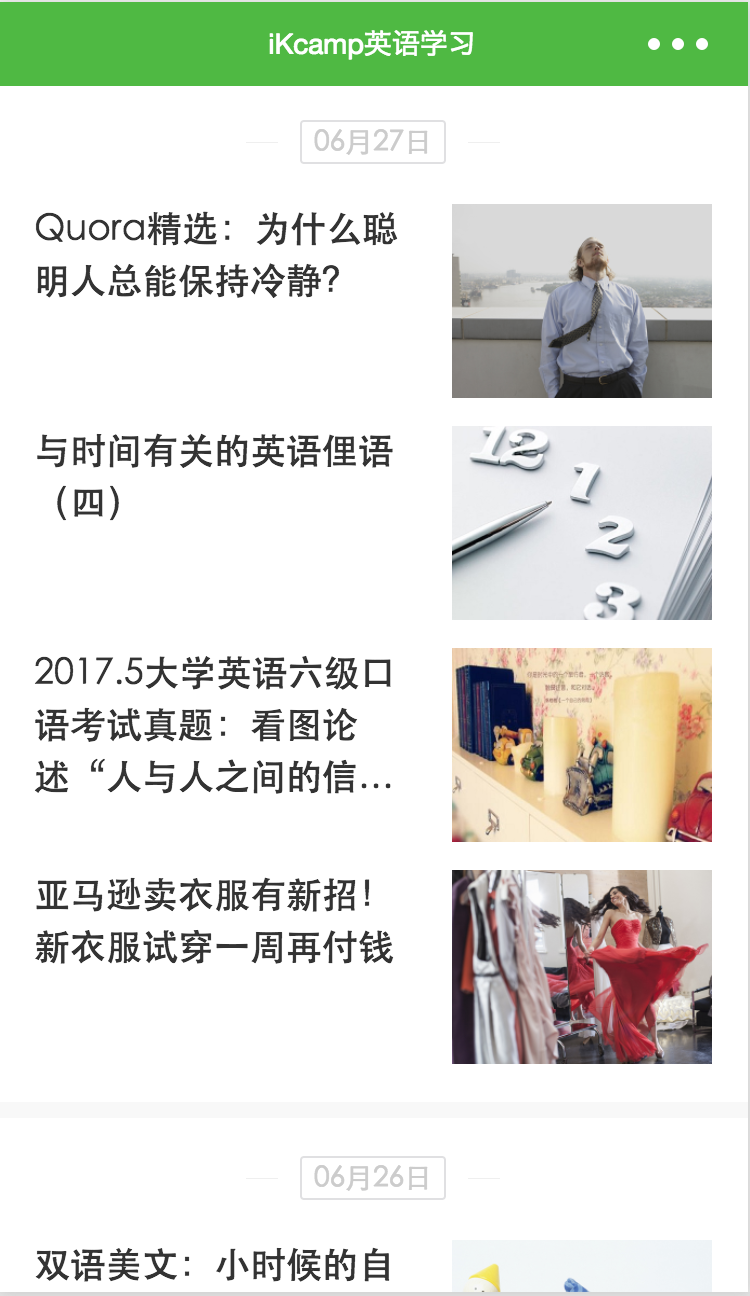 iKcamp英语学习
06月27日
Quora精选：为什么聪
明人总能保持冷静？
与时间有关的英语俚语
（四）
12
1
2
3
2017.5大学英语六级口
语考试真题：看图论
述“人与人之间的信...
亚马逊卖衣服有新招！
新衣服试穿一周再付钱
06月26日
双语美文：小时候的自